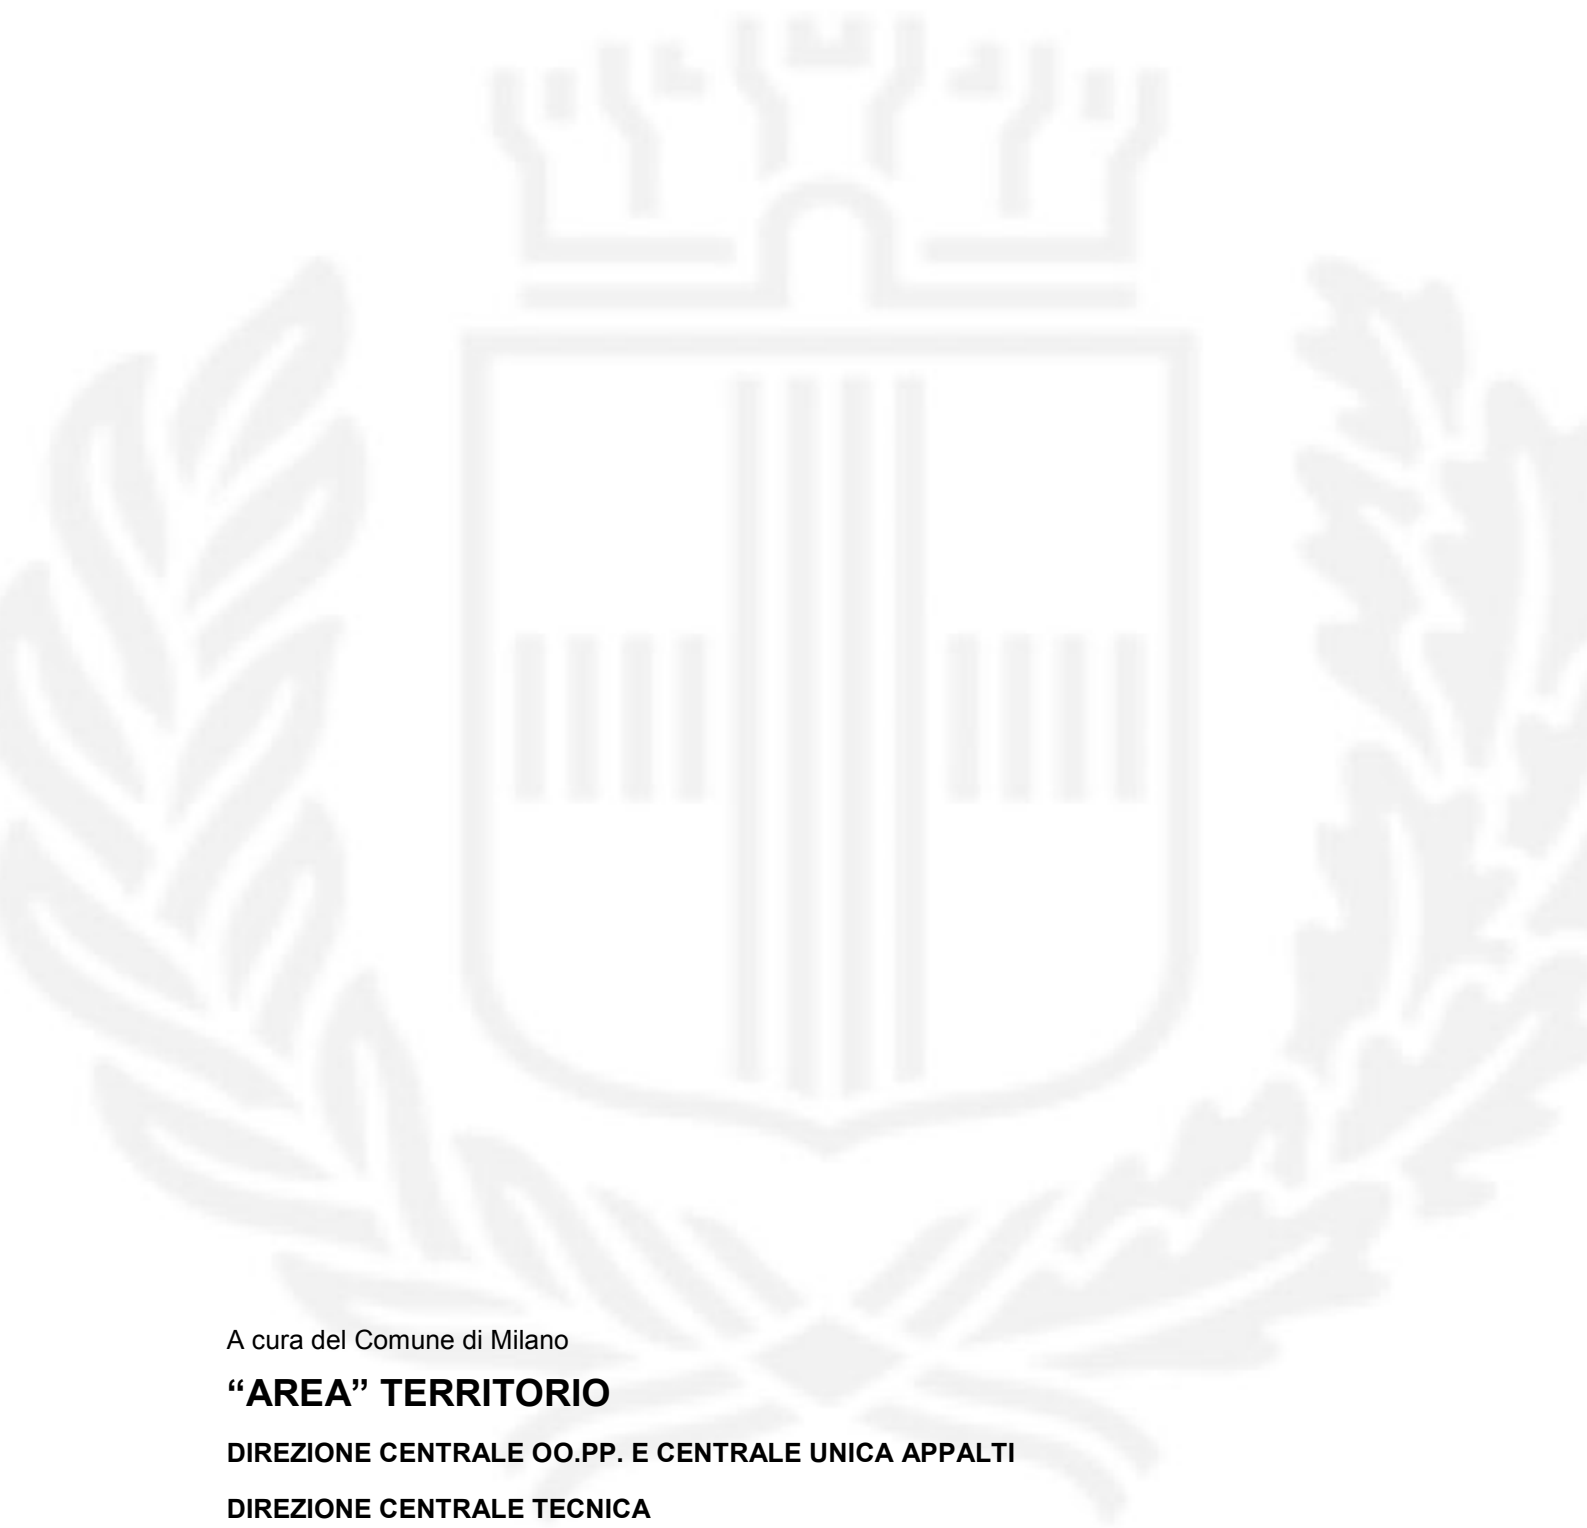 A cura del Comune di Milano
“AREA” TERRITORIO
DIREZIONE CENTRALE OO.PP. E CENTRALE UNICA APPALTI
DIREZIONE CENTRALE TECNICA